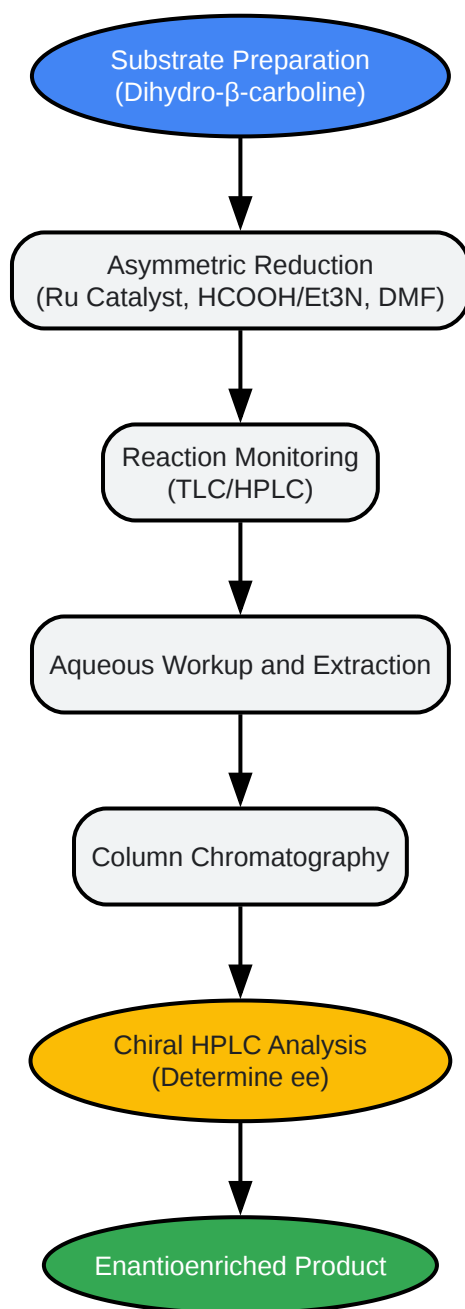 Substrate Preparation
(Dihydro-β-carboline)
Asymmetric Reduction
(Ru Catalyst, HCOOH/Et3N, DMF)
Reaction Monitoring
(TLC/HPLC)
Aqueous Workup and Extraction
Column Chromatography
Chiral HPLC Analysis
(Determine ee)
Enantioenriched Product